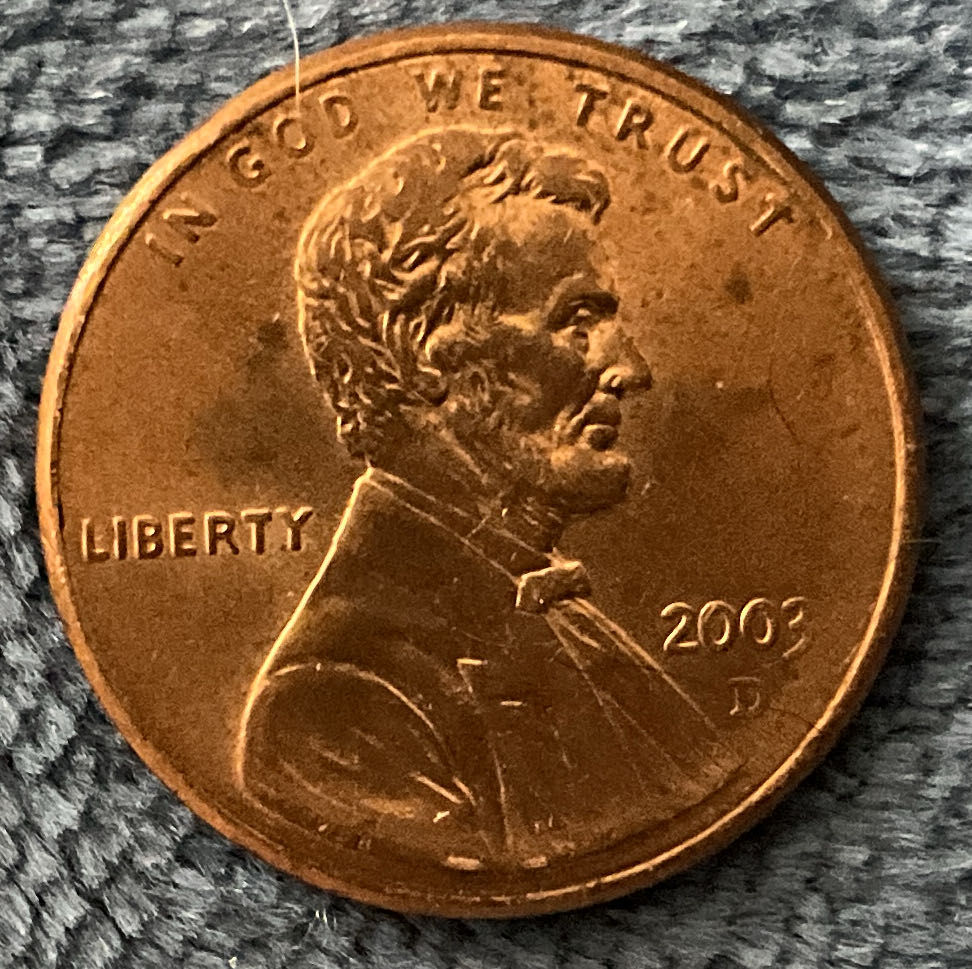 IN GOD WE TRUST
LIBERTY
2003
D